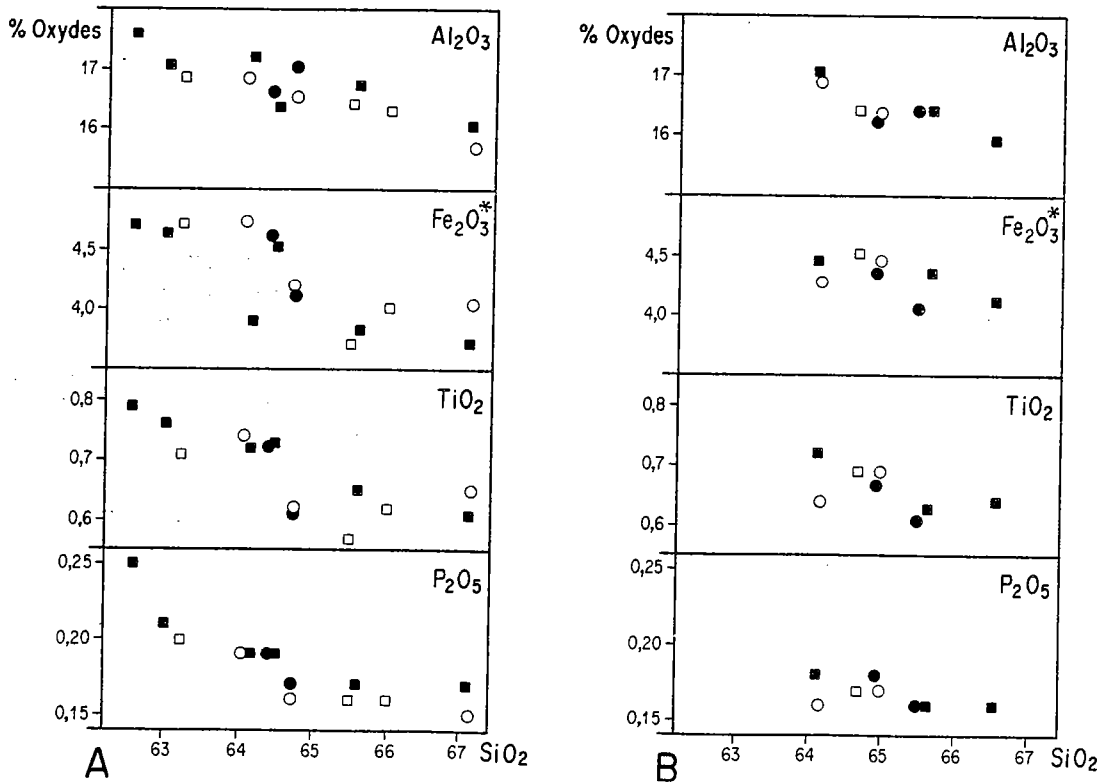 % Oxydes
Al₂O₃
17
16
Fe₂O₃*
4,5
4,0
TiO₂
0,8
0,7
0,6
P₂O₅
0,25
0,20
0,15
63 64 65 66 67 SiO₂
A
% Oxydes
Al₂O₃
17
16
Fe₂O₃*
4,5
4,0
TiO₂
0,8
0,7
0,6
P₂O₅
0,25
0,20
0,15
63 64 65 66 67 SiO₂
B